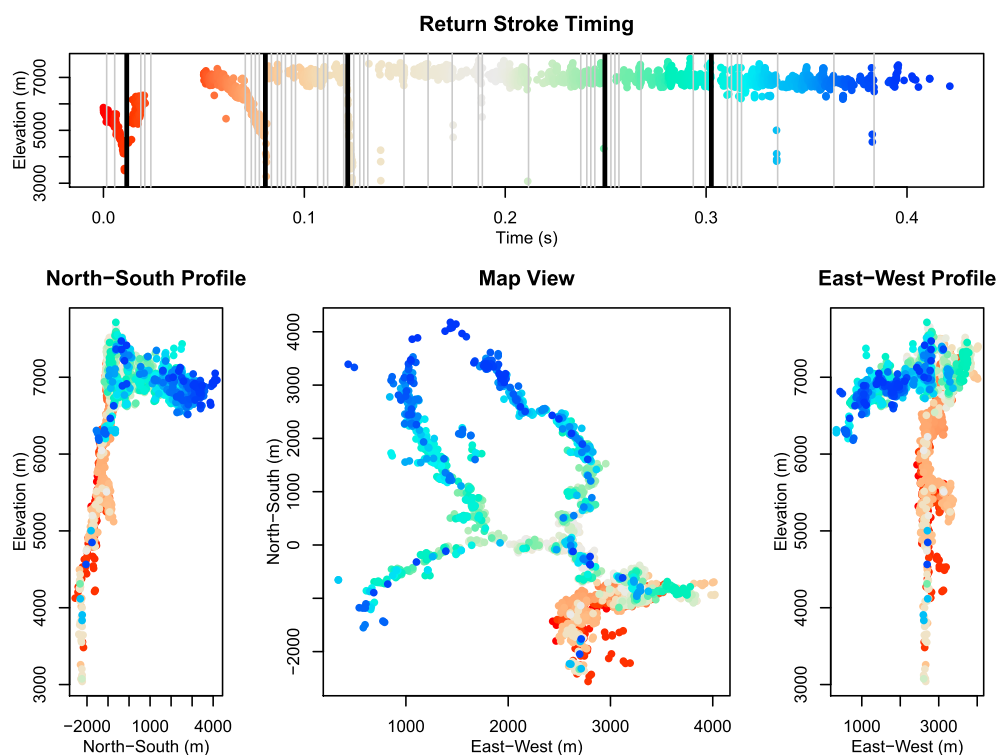 Return Stroke Timing
Elevation (m)
3000 5000 7000
0.0 0.1 0.2 0.3 0.4
Time (s)
North−South Profile
Elevation (m)
3000 4000 5000 6000 7000
−2000 1000 4000
North−South (m)
Map View
North−South (m)
−2000 0 1000 2000 3000 4000
1000 2000 3000 4000
East−West (m)
East−West Profile
Elevation (m)
3000 4000 5000 6000 7000
1000 3000
East−West (m)